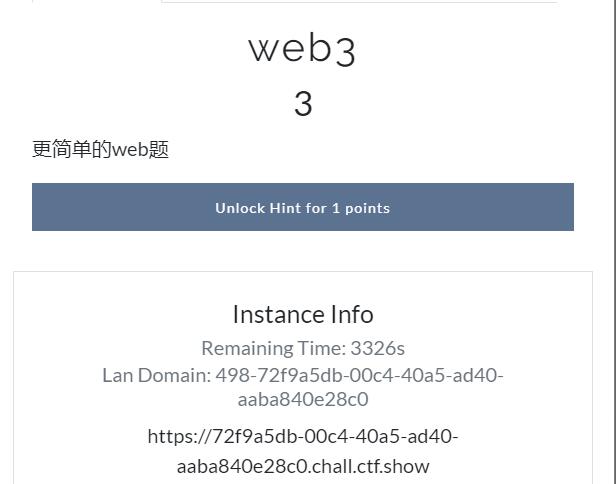 web3
3
更简单的web题
Unlock Hint for 1 points
Instance Info
Remaining Time: 3326s
Lan Domain: 498-72f9a5db-00c4-40a5-ad40-
aaba840e28c0
https://72f9a5db-00c4-40a5-ad40-
aaba840e28c0.chall.ctf.show